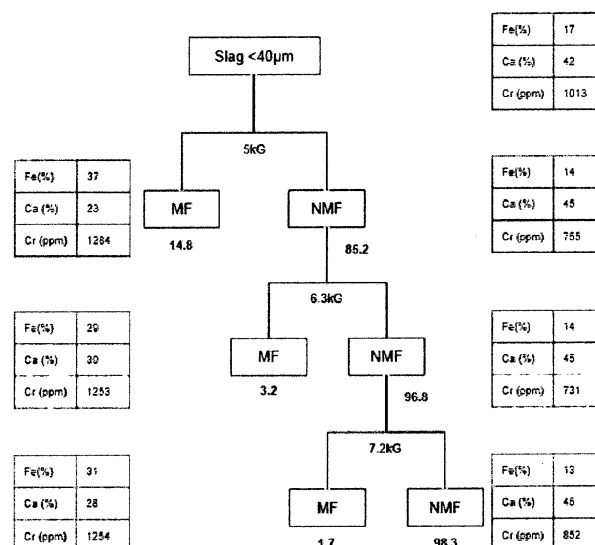 Fe(%) 17
Slag <40µm
Ca (%) 42
Cr (ppm) 1013
5kG
Fe(%) 37
Ca (%) 23
Cr (ppm) 1284
MF
NMF
14.8
85.2
Fe(%) 14
Ca (%) 45
Cr (ppm) 755
6.3kG
Fe(%) 29
Ca (%) 30
Cr (ppm) 1253
MF
NMF
3.2
96.8
Fe(%) 14
Ca (%) 45
Cr (ppm) 731
7.2kG
Fe(%) 31
Ca (%) 28
Cr (ppm) 1254
MF
NMF
1.7
98.3
Fe(%) 13
Ca (%) 45
Cr (ppm) 852